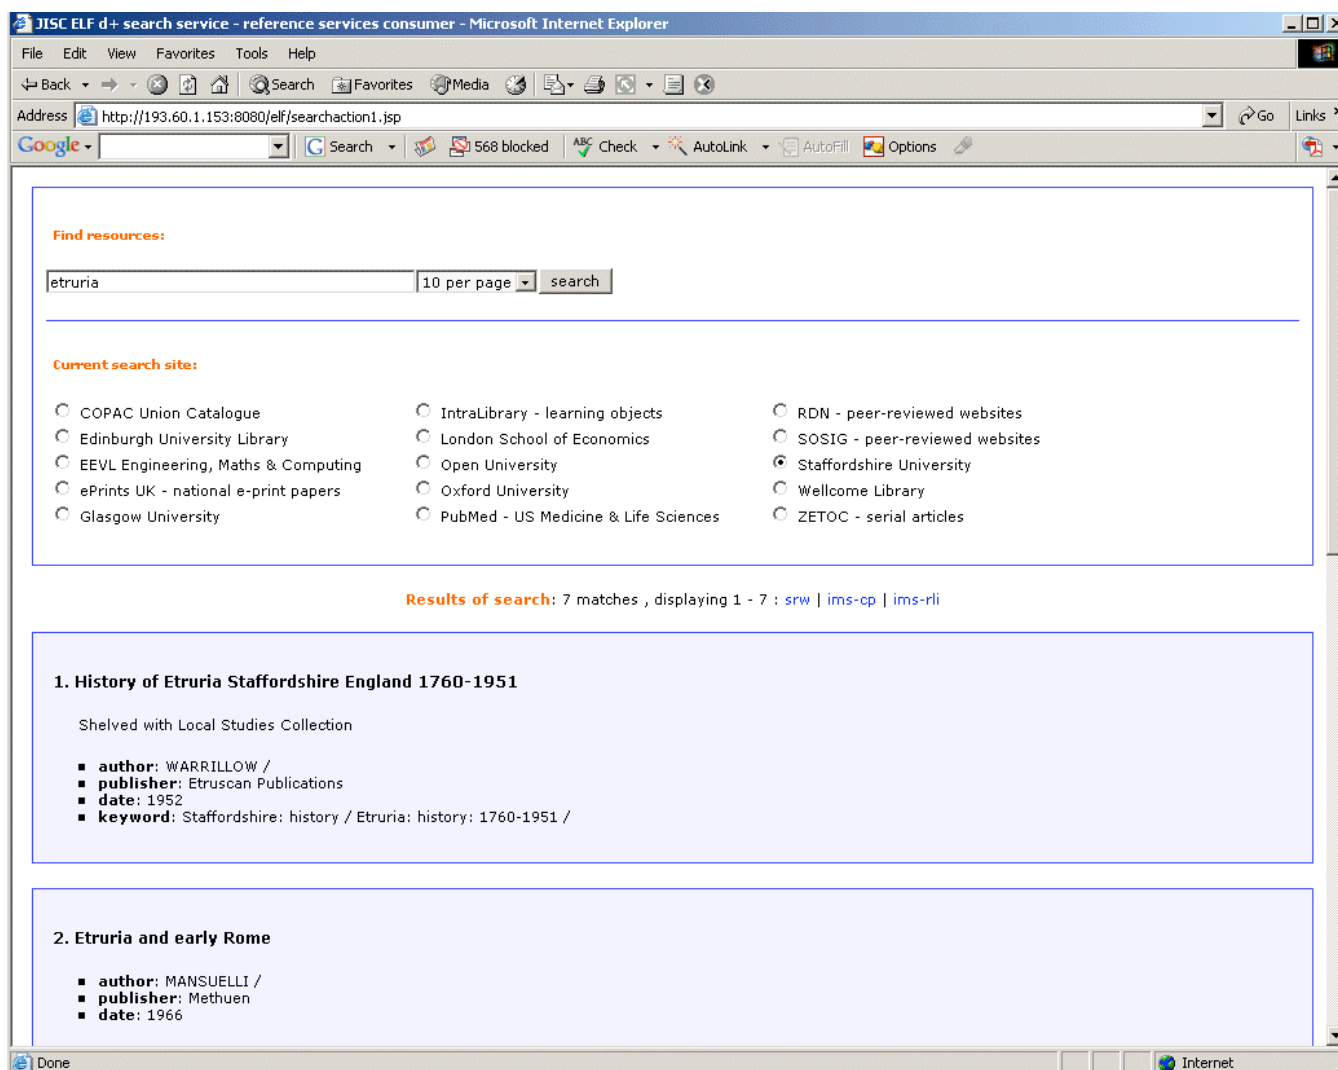 JISC ELF d+ search service - reference services consumer - Microsoft Internet Explorer
File Edit View Favorites Tools Help
Back Search Favorites Media
Address http://193.60.1.153:8080/elf/searchaction1.jsp Go Links
Google Search 568 blocked ABC Check AutoLink AutoFill Options
Find resources:
etruria 10 per page search
Current search site:
COPAC Union Catalogue IntraLibrary - learning objects RDN - peer-reviewed websites
Edinburgh University Library London School of Economics SOSIG - peer-reviewed websites
EEVL Engineering, Maths & Computing Open University Staffordshire University
ePrints UK - national e-print papers Oxford University Wellcome Library
Glasgow University PubMed - US Medicine & Life Sciences ZETOC - serial articles
Results of search: 7 matches , displaying 1 - 7 : srw | ims-cp | ims-rli
1. History of Etruria Staffordshire England 1760-1951
Shelved with Local Studies Collection
author: WARRILLOW /
publisher: Etruscan Publications
date: 1952
keyword: Staffordshire: history / Etruria: history: 1760-1951 /
2. Etruria and early Rome
author: MANSUELLI /
publisher: Methuen
date: 1966
Done Internet